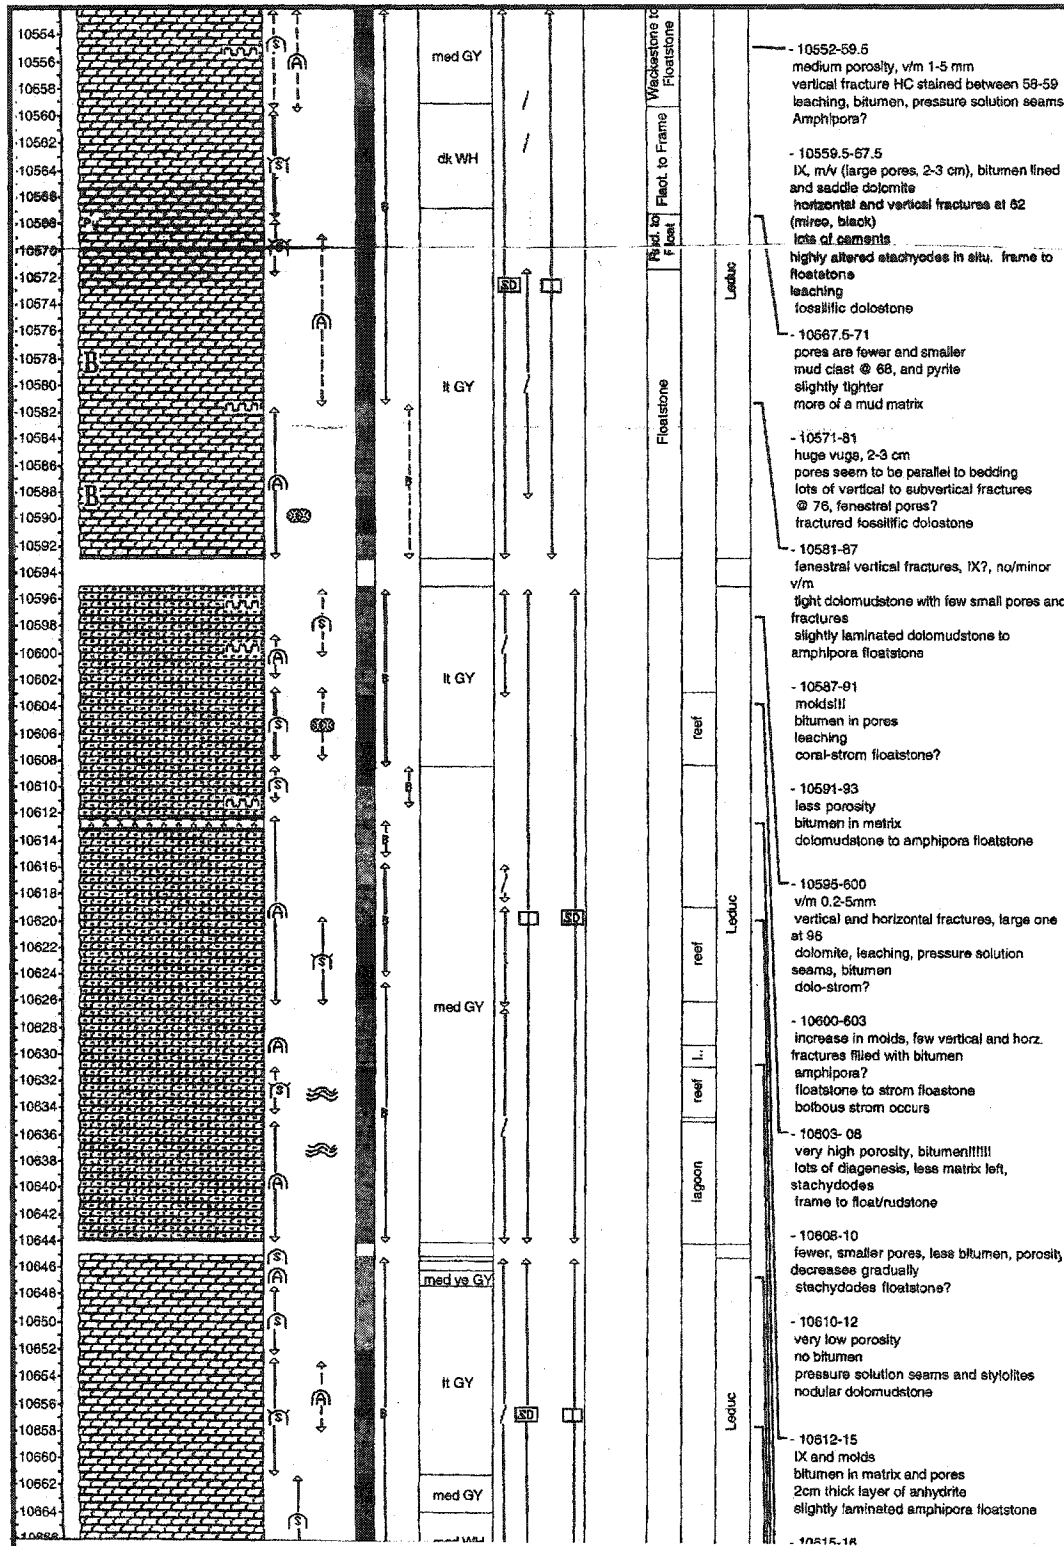 10554
10556
10558
10560
10562
10564
10566
10568
10570
10572
10574
10576
10578
10580
10582
10584
10586
10588
10590
10592
10594
10596
10598
10600
10602
10604
10606
10608
10610
10612
10614
10616
10618
10620
10622
10624
10626
10628
10630
10632
10634
10636
10638
10640
10642
10644
10646
10648
10650
10652
10654
10656
10658
10660
10662
10664
10666
B
B
S
A
S
A
A
S
A
S
S
A
S
A
S
A
S
A
S
A
S
S
B
B
B
B
B
B
B
B
med GY
dk WH
lt GY
lt GY
med GY
med ye GY
lt GY
med GY
med WH
SD
SD
SD
Wackestone to
Floatstone
Flaot. to Frame
Rud. to
Float
Floatstone
reef
reef
l..
reef
lagoon
Leduc
Leduc
Leduc
- 10552-59.5
medium porosity, v/m 1-5 mm
vertical fracture HC stained between 58-59
leaching, bitumen, pressure solution seams
Amphipora?
- 10559.5-67.5
IX, m/v (large pores, 2-3 cm), bitumen lined
and saddle dolomite
horizontal and vertical fractures at 62
(mirco, black)
lots of cements
highly altered stachyodes in situ. frame to
floatstone
leaching
fossilific dolostone
- 10567.5-71
pores are fewer and smaller
mud clast @ 68, and pyrite
slightly tighter
more of a mud matrix
- 10571-81
huge vugs, 2-3 cm
pores seem to be parallel to bedding
lots of vertical to subvertical fractures
@ 76, fenestral pores?
fractured fossilific dolostone
- 10581-87
fenestral vertical fractures, IX?, no/minor
v/m
tight dolomudstone with few small pores and
fractures
slightly laminated dolomudstone to
amphipora floatstone
- 10587-91
molds!!!
bitumen in pores
leaching
coral-strom floatstone?
- 10591-93
less porosity
bitumen in matrix
dolomudstone to amphipora floatstone
- 10595-600
v/m 0.2-5mm
vertical and horizontal fractures, large one
at 96
dolomite, leaching, pressure solution
seams, bitumen
dolo-strom?
- 10600-603
increase in molds, few vertical and horz.
fractures filled with bitumen
amphipora?
floatstone to strom floastone
bolbous strom occurs
- 10603- 08
very high porosity, bitumen!!!!!!
lots of diagenesis, less matrix left,
stachydodes
frame to float/rudstone
- 10608-10
fewer, smaller pores, less bitumen, porosity
decreases gradually
stachydodes floatstone?
- 10610-12
very low porosity
no bitumen
pressure solution seams and stylolites
nodular dolomudstone
- 10612-15
IX and molds
bitumen in matrix and pores
2cm thick layer of anhydrite
slightly laminated amphipora floatstone
- 10615-16